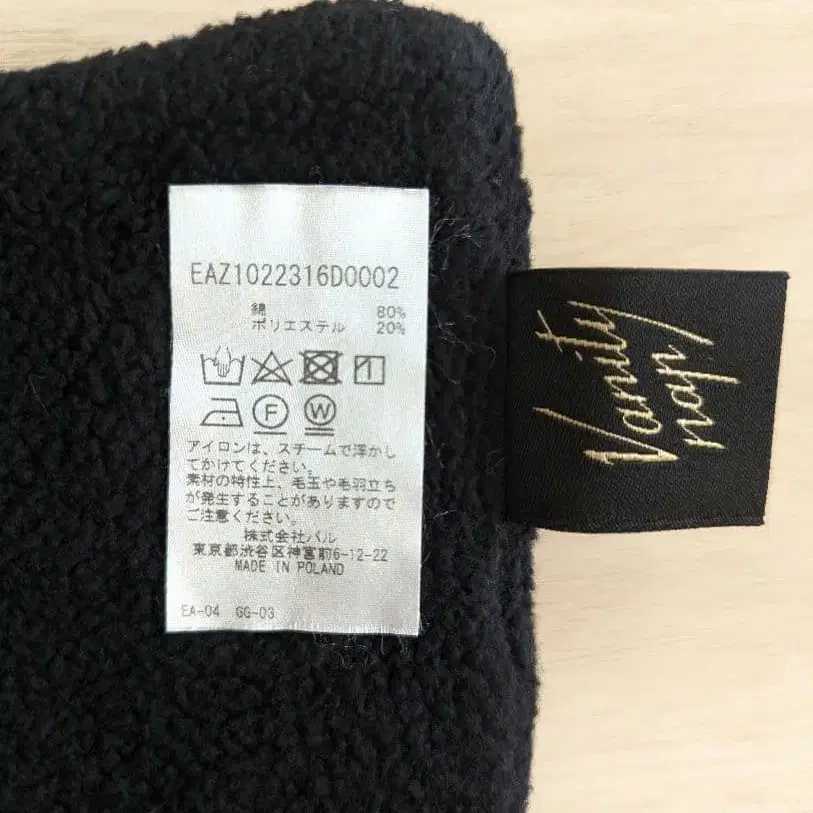 EAZ1022316D0002
綿 80%
ポリエステル 20%
F W
アイロンは、スチームで浮かし
てかけてください。
素材の特性上、毛玉や毛羽立ち
が発生することがありますので
ご注意ください。
株式会社パル
東京都渋谷区神宮前6-12-22
MADE IN POLAND
EA-04 GG-03
Vanity
nap